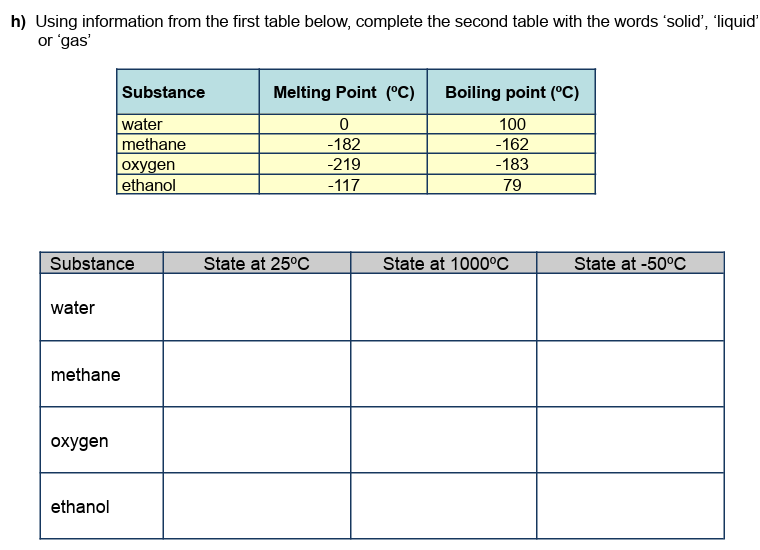 h) Using information from the first table below, complete the second table with the words ‘solid’, ‘liquid’
or ‘gas’
Substance Melting Point (ºC) Boiling point (ºC)
water 0 100
methane -182 -162
oxygen -219 -183
ethanol -117 79
Substance State at 25ºC State at 1000ºC State at -50ºC
water
methane
oxygen
ethanol